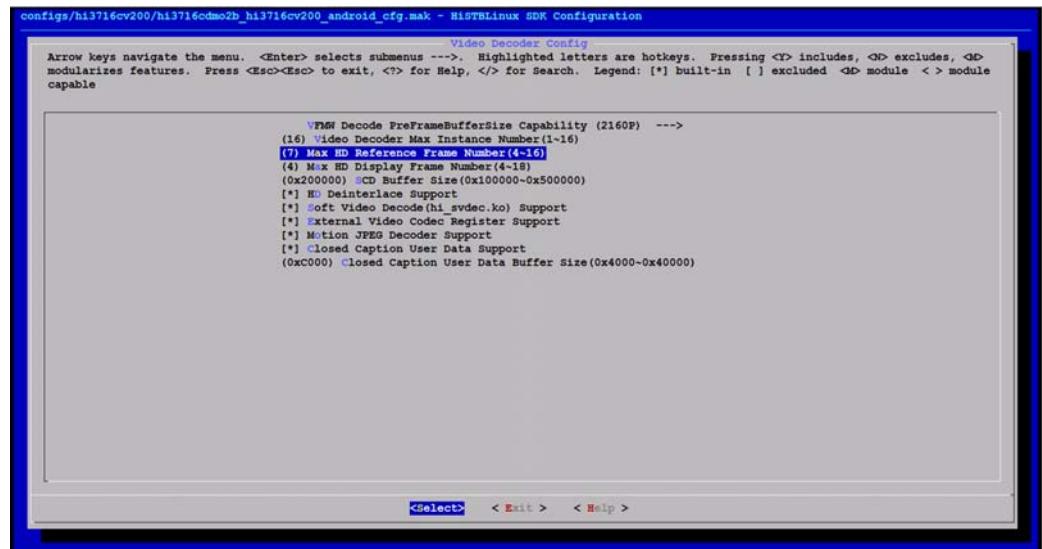 configs/hi3716cv200/hi3716cdmo2b_hi3716cv200_android_cfg.mak - HiSTBLinux SDK Configuration
Video Decoder Config
Arrow keys navigate the menu. <Enter> selects submenus --->. Highlighted letters are hotkeys. Pressing <Y> includes, <N> excludes, <M>
modularizes features. Press <Esc><Esc> to exit, <?> for Help, </> for Search. Legend: [*] built-in [ ] excluded <M> module < > module
capable
VFMW Decode PreFrameBufferSize Capability (2160P) --->
(16) Video Decoder Max Instance Number(1~16)
(7) Max HD Reference Frame Number(4~16)
(4) Max HD Display Frame Number(4~18)
(0x200000) SCD Buffer Size(0x100000~0x500000)
[*] HD Deinterlace Support
[*] Soft Video Decode(hi_svdec.ko) Support
[*] External Video Codec Register Support
[*] Motion JPEG Decoder Support
[*] Closed Caption User Data Support
(0xC000) Closed Caption User Data Buffer Size(0x4000~0x40000)
<Select> < Exit > < Help >